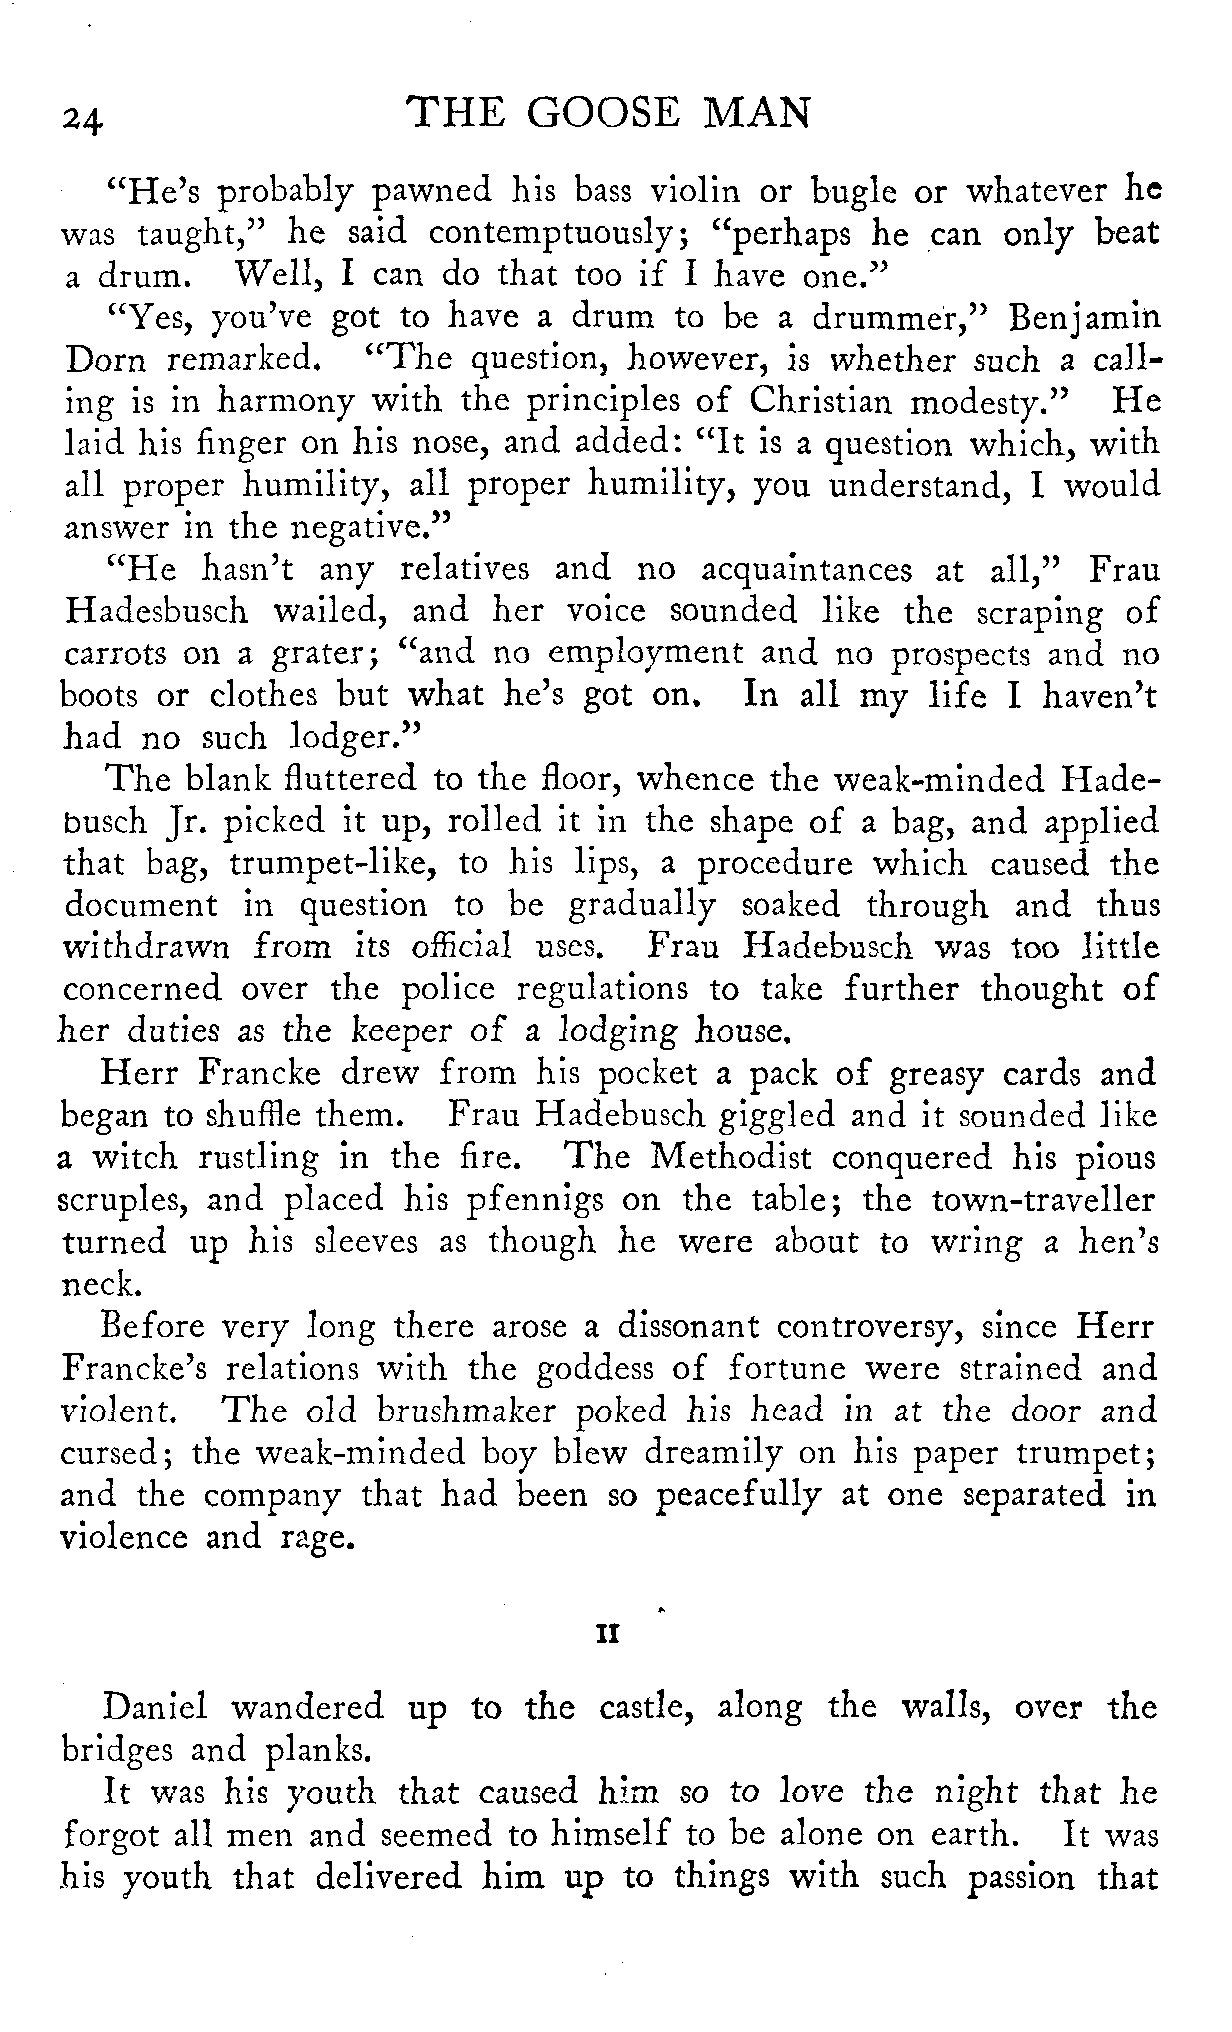 24 THE GOOSE MAN
“He’s probably pawned his bass violin or bugle or whatever he
was taught,” he said contemptuously; “perhaps he can only beat
a drum. Well, I can do that too if I have one.”
“Yes, you’ve got to have a drum to be a drummer,” Benjamin
Dorn remarked. “The question, however, is whether such a call-
ing is in harmony with the principles of Christian modesty.” He
laid his finger on his nose, and added: “It is a question which, with
all proper humility, all proper humility, you understand, I would
answer in the negative.”
“He hasn’t any relatives and no acquaintances at all,” Frau
Hadesbusch wailed, and her voice sounded like the scraping of
carrots on a grater; “and no employment and no prospects and no
boots or clothes but what he’s got on. In all my life I haven’t
had no such lodger.”
The blank fluttered to the floor, whence the weak-minded Hade-
busch Jr. picked it up, rolled it in the shape of a bag, and applied
that bag, trumpet-like, to his lips, a procedure which caused the
document in question to be gradually soaked through and thus
withdrawn from its official uses. Frau Hadebusch was too little
concerned over the police regulations to take further thought of
her duties as the keeper of a lodging house.
Herr Francke drew from his pocket a pack of greasy cards and
began to shuffle them. Frau Hadebusch giggled and it sounded like
a witch rustling in the fire. The Methodist conquered his pious
scruples, and placed his pfennigs on the table; the town-traveller
turned up his sleeves as though he were about to wring a hen’s
neck.
Before very long there arose a dissonant controversy, since Herr
Francke’s relations with the goddess of fortune were strained and
violent. The old brushmaker poked his head in at the door and
cursed; the weak-minded boy blew dreamily on his paper trumpet;
and the company that had been so peacefully at one separated in
violence and rage.
II
Daniel wandered up to the castle, along the walls, over the
bridges and planks.
It was his youth that caused him so to love the night that he
forgot all men and seemed to himself to be alone on earth. It was
his youth that delivered him up to things with such passion that